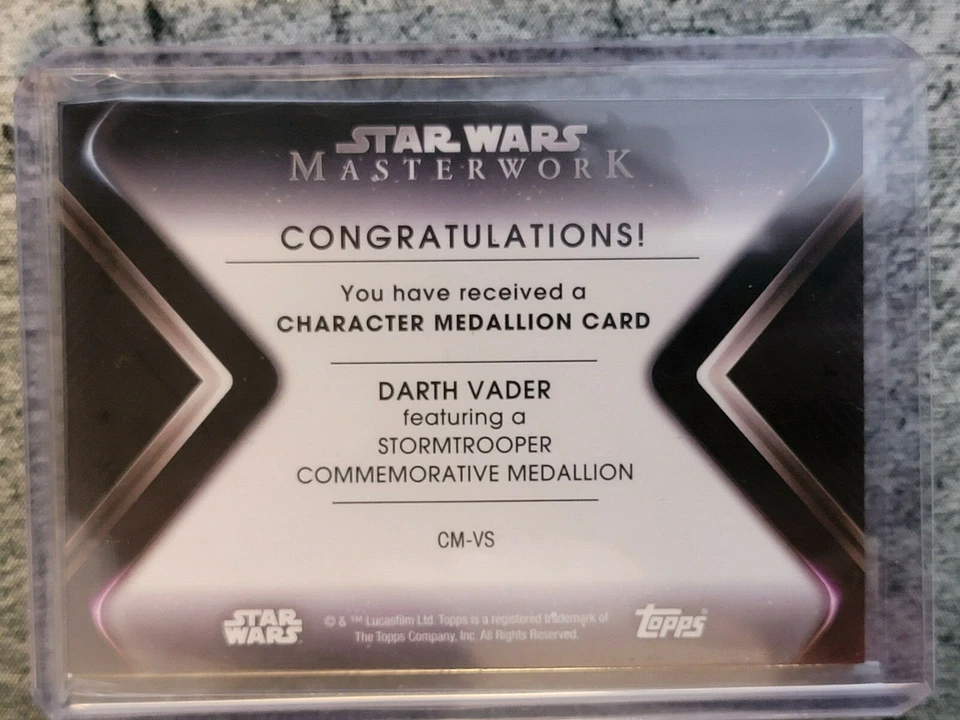 STAR WARS
MASTERWORK
CONGRATULATIONS!
You have received a
CHARACTER MEDALLION CARD
DARTH VADER
featuring a
STORMTROOPER
COMMEMORATIVE MEDALLION
CM-VS
STAR
WARS
© & ™ Lucasfilm Ltd. Topps is a registered trademark of
The Topps Company, Inc. All Rights Reserved.
Topps®